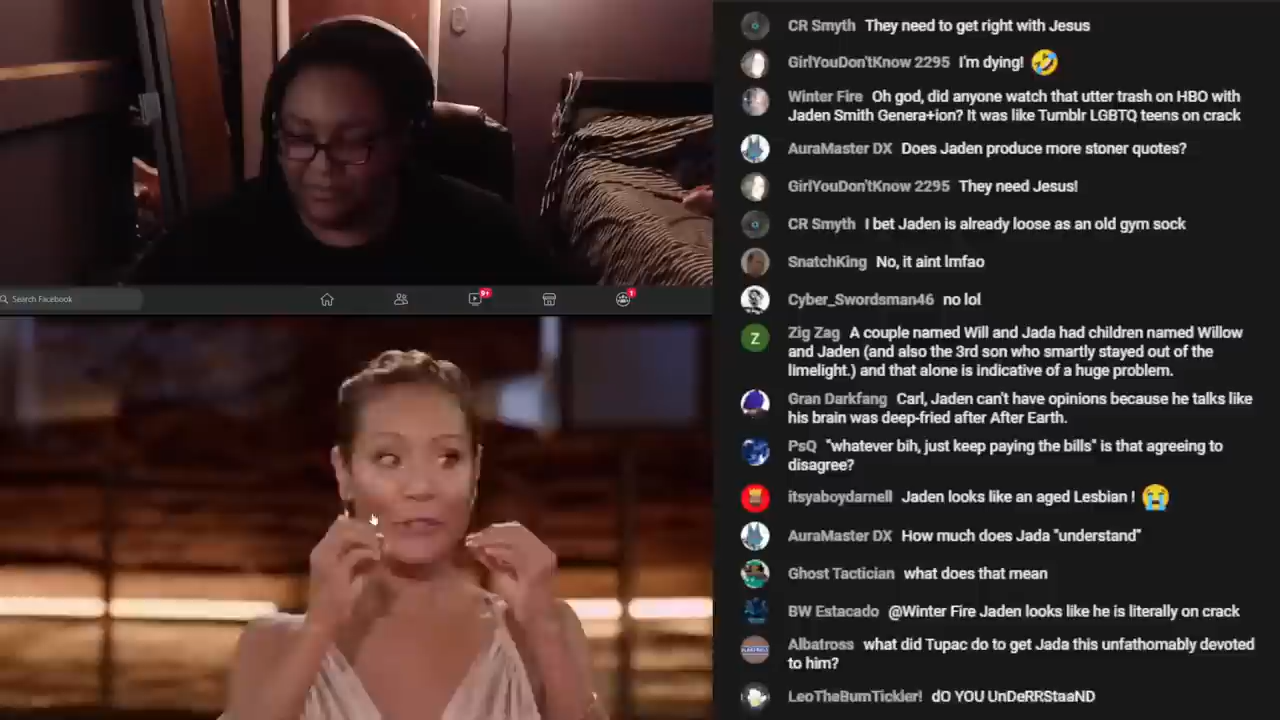 CR Smyth They need to get right with Jesus
GirlYouDon'tKnow 2295 I'm dying! 🤣
Winter Fire Oh god, did anyone watch that utter trash on HBO with
Jaden Smith Genera+ion? It was like Tumblr LGBTQ teens on crack
AuraMaster DX Does Jaden produce more stoner quotes?
GirlYouDon'tKnow 2295 They need Jesus!
CR Smyth I bet Jaden is already loose as an old gym sock
SnatchKing No, it aint lmfao
Cyber_Swordsman46 no lol
Z
Zig Zag A couple named Will and Jada had children named Willow
and Jaden (and also the 3rd son who smartly stayed out of the
limelight.) and that alone is indicative of a huge problem.
Gran Darkfang Carl, Jaden can't have opinions because he talks like
his brain was deep-fried after After Earth.
PsQ "whatever bih, just keep paying the bills" is that agreeing to
disagree?
itsyaboydarnell Jaden looks like an aged Lesbian ! 😭
AuraMaster DX How much does Jada "understand"
Ghost Tactician what does that mean
BW Estacado @Winter Fire Jaden looks like he is literally on crack
Albatross what did Tupac do to get Jada this unfathomably devoted
to him?
LeoTheBumTickler! dO YOU UnDeRRStaaND
Search Facebook
9+
1